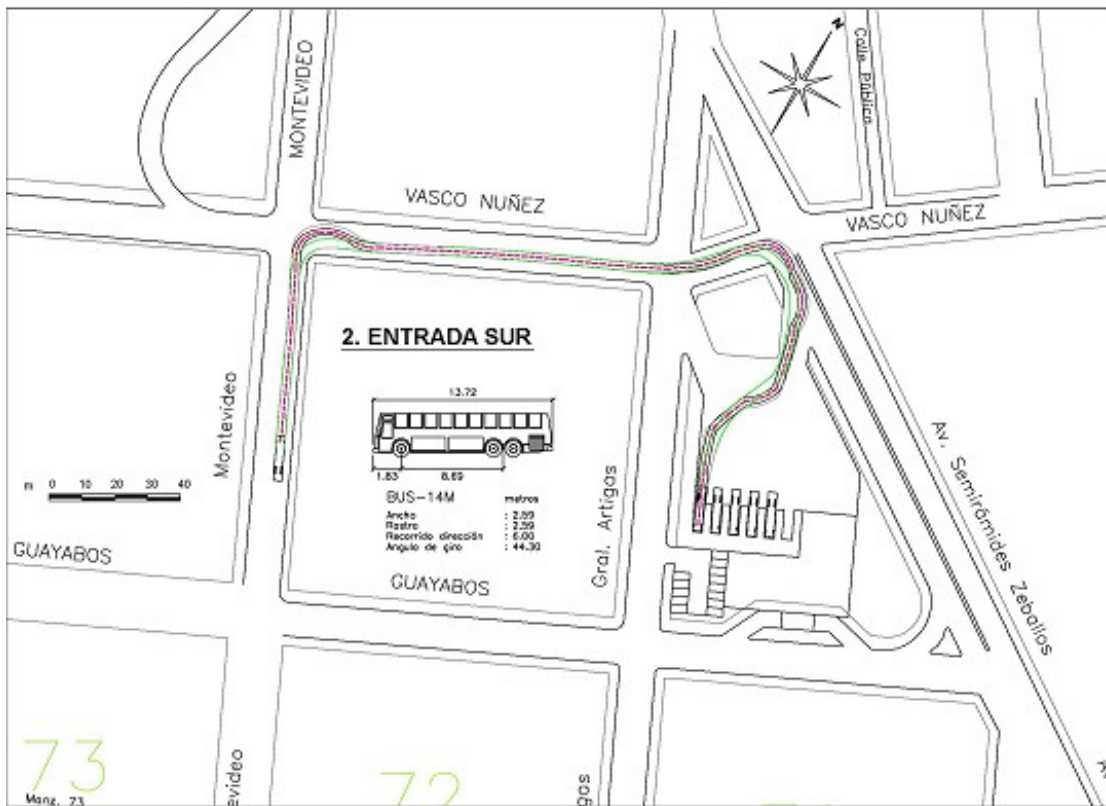 N
Calle Pública
MONTEVIDEO
VASCO NUÑEZ
VASCO NUÑEZ
2. ENTRADA SUR
13.72
1.83
8.69
BUS-14M
metros
Ancho : 2.59
Rastro : 2.59
Recorrido dirección : 6.00
Angulo de giro : 44.30
Montevideo
m 0 10 20 30 40
Gral. Artigas
Av. Semirámides Zeballos
GUAYABOS
GUAYABOS
73
Manz. 73
evideo
72
gas